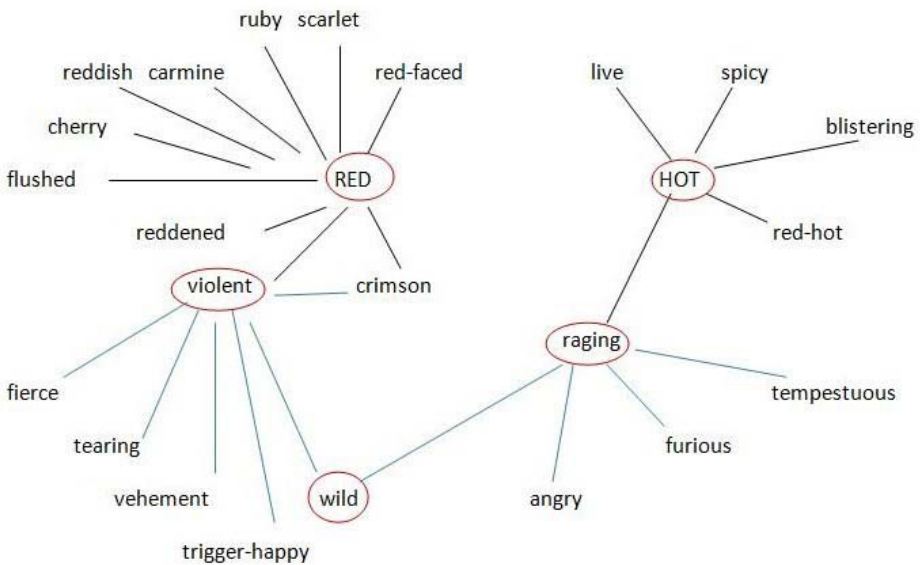 ruby scarlet
reddish carmine red-faced live spicy
cherry blistering
flushed RED HOT
reddened red-hot
violent crimson
raging
fierce tempestuous
tearing furious
vehement wild angry
trigger-happy